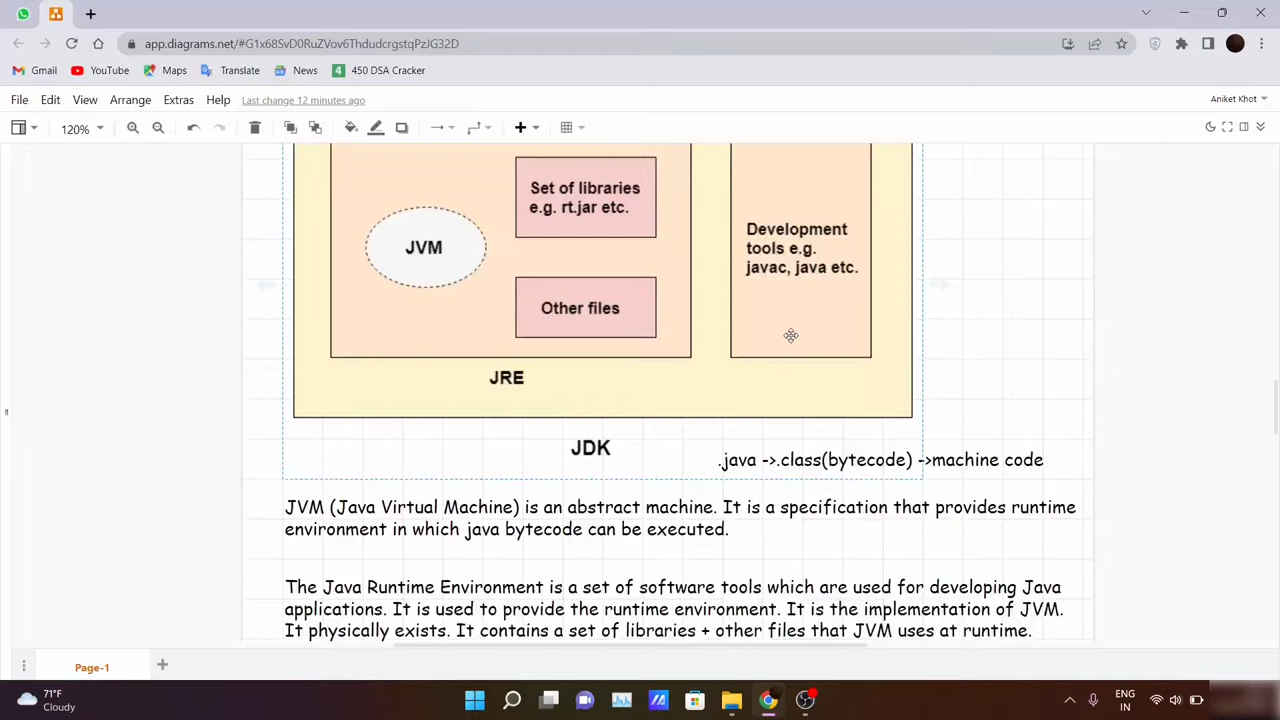 app.diagrams.net/#G1x68SvD0RuZVov6ThdudcrgstqPzJG32D
Gmail
YouTube
Maps
Translate
News
4
450 DSA Cracker
File
Edit
View
Arrange
Extras
Help
Last change 12 minutes ago
Aniket Khot
120%
Set of libraries
e.g. rt.jar etc.
JVM
Development
tools e.g.
javac, java etc.
Other files
JRE
JDK
.java ->.class(bytecode) ->machine code
JVM (Java Virtual Machine) is an abstract machine. It is a specification that provides runtime
environment in which java bytecode can be executed.
The Java Runtime Environment is a set of software tools which are used for developing Java
applications. It is used to provide the runtime environment. It is the implementation of JVM.
It physically exists. It contains a set of libraries + other files that JVM uses at runtime.
Page-1
71°F
Cloudy
ENG
IN